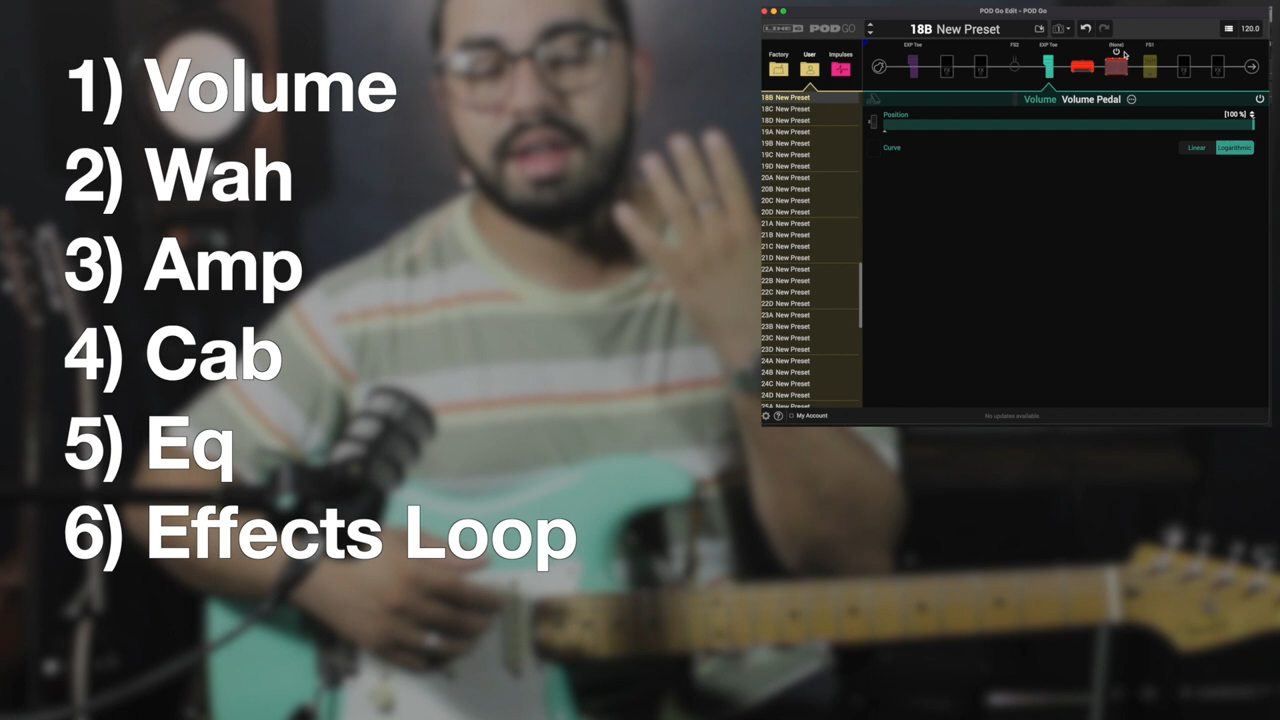 1) Volume
2) Wah
3) Amp
4) Cab
5) Eq
6) Effects Loop
POD Go Edit - POD Go
LINE 6 POD GO
18B New Preset
120.0
Factory User Impulses
EXP Toe FS2 EXP Toe (None) FS1
18B New Preset
18C New Preset
18D New Preset
19A New Preset
19B New Preset
19C New Preset
19D New Preset
20A New Preset
20B New Preset
20C New Preset
20D New Preset
21A New Preset
21B New Preset
21C New Preset
21D New Preset
22A New Preset
22B New Preset
22C New Preset
22D New Preset
23A New Preset
23B New Preset
23C New Preset
23D New Preset
24A New Preset
24B New Preset
24C New Preset
24D New Preset
25A New Preset
Volume Volume Pedal
Position [100 %]
Curve Linear Logarithmic
My Account
No updates available.